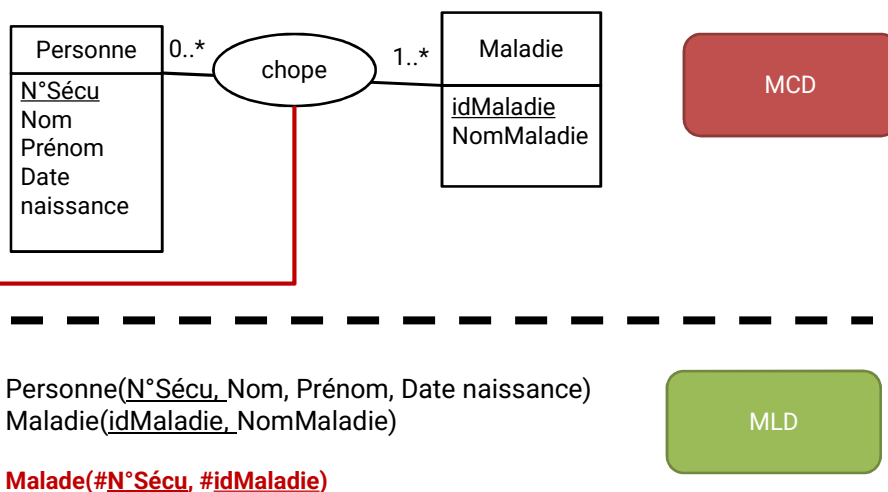 Personne
0..*
chope
1..*
Maladie
MCD
N°Sécu
Nom
Prénom
Date
naissance
idMaladie
NomMaladie
Personne(N°Sécu, Nom, Prénom, Date naissance)
Maladie(idMaladie, NomMaladie)
MLD
Malade(#N°Sécu, #idMaladie)